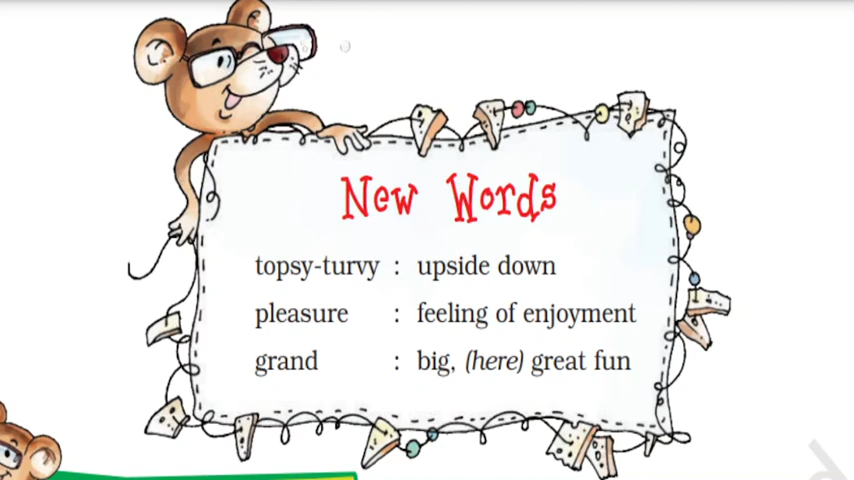 New Words
topsy-turvy : upside down
pleasure : feeling of enjoyment
grand : big, (here) great fun